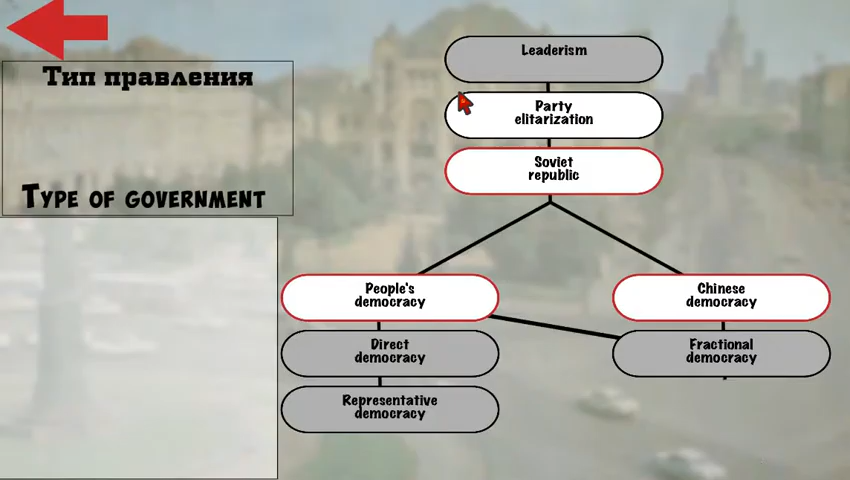 Тип правления
Type of government
Leaderism
Party
elitarization
Soviet
republic
People's
democracy
Chinese
democracy
Direct
democracy
Fractional
democracy
Representative
democracy